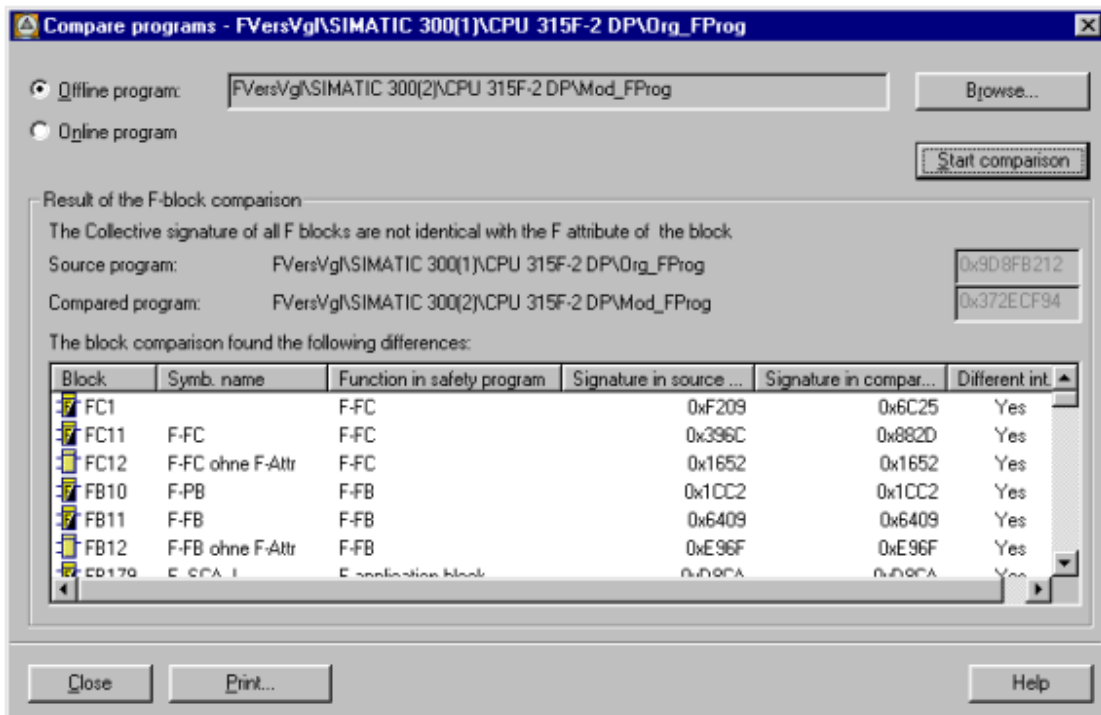 Compare programs - FVersVgl\SIMATIC 300(1)\CPU 315F-2 DP\Org_FProg
Offline program: FVersVgl\SIMATIC 300(2)\CPU 315F-2 DP\Mod_FProg Browse...
Online program
Start comparison
Result of the F-block comparison
The Collective signature of all F blocks are not identical with the F attribute of the block
Source program: FVersVgl\SIMATIC 300(1)\CPU 315F-2 DP\Org_FProg 0x9D8FB212
Compared program: FVersVgl\SIMATIC 300(2)\CPU 315F-2 DP\Mod_FProg 0x372ECF94
The block comparison found the following differences:
Block Symb. name Function in safety program Signature in source ... Signature in compar... Different int.
FC1 F-FC 0xF209 0x6C25 Yes
FC11 F-FC F-FC 0x396C 0x882D Yes
FC12 F-FC ohne F-Attr F-FC 0x1652 0x1652 Yes
FB10 F-PB F-FB 0x1CC2 0x1CC2 Yes
FB11 F-FB F-FB 0x6409 0x6409 Yes
FB12 F-FB ohne F-Attr F-FB 0xE96F 0xE96F Yes
FB179 F_SCA_I F application block 0xD8CA 0xD8CA Yes
Close Print... Help